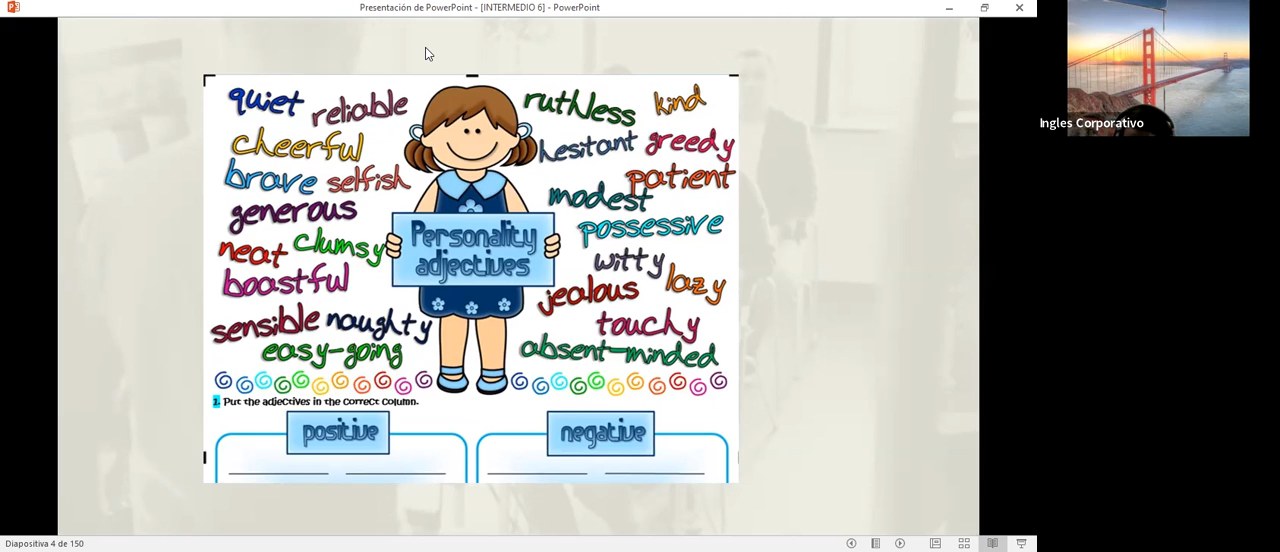 Presentación de PowerPoint - [INTERMEDIO 6] - PowerPoint
Ingles Corporativo
quiet reliable
cheerful
brave selfish
generous
neat clumsy
boastful
sensible naughty
easy-going
Personality
adjectives
ruthless kind
hesitant greedy
patient
modest
possessive
witty
lazy
jealous
touchy
absent-minded
1. Put the adjectives in the correct column.
positive
negative
Diapositiva 4 de 150